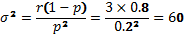 σ² = r(1 − p)/p² = 3 × 0.8/0.2² = 60